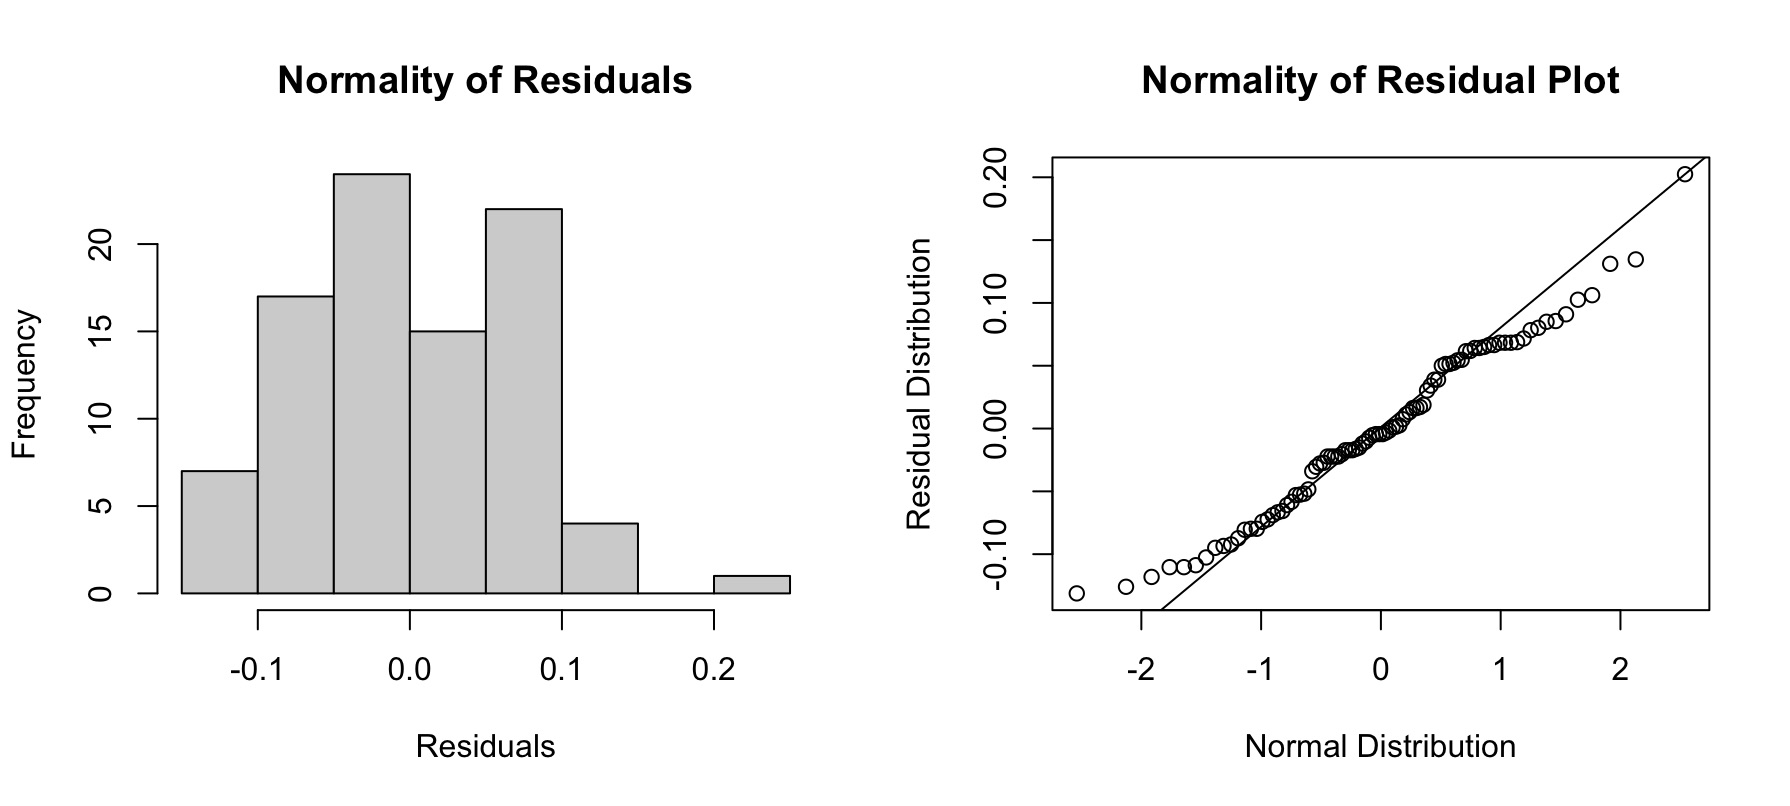 Normality of Residuals
Frequency
20
15
10
5
0
-0.1 0.0 0.1 0.2
Residuals
Normality of Residual Plot
Residual Distribution
0.20
0.10
0.00
-0.10
-2 -1 0 1 2
Normal Distribution